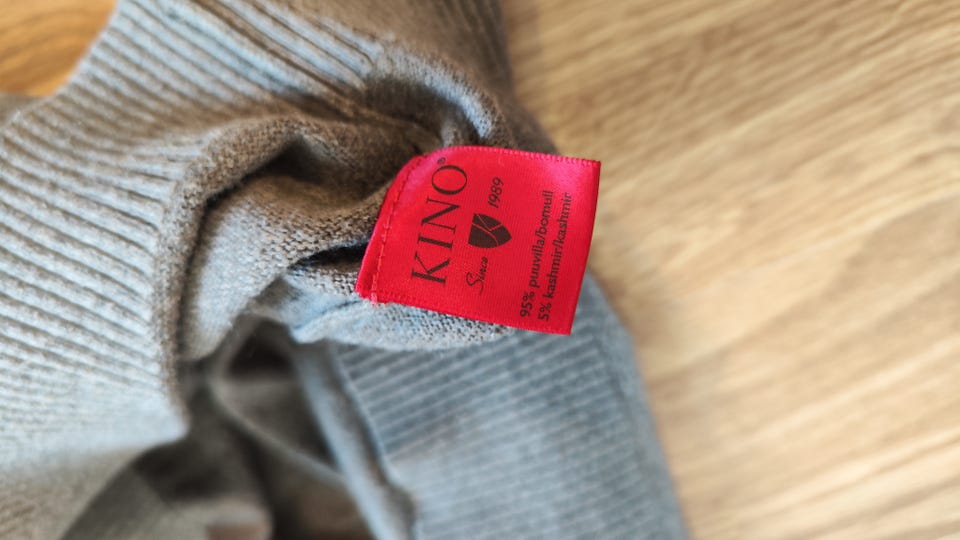 KINO®
Since 1989
95% puuvilla/bomull
5% kashmir/kashmir